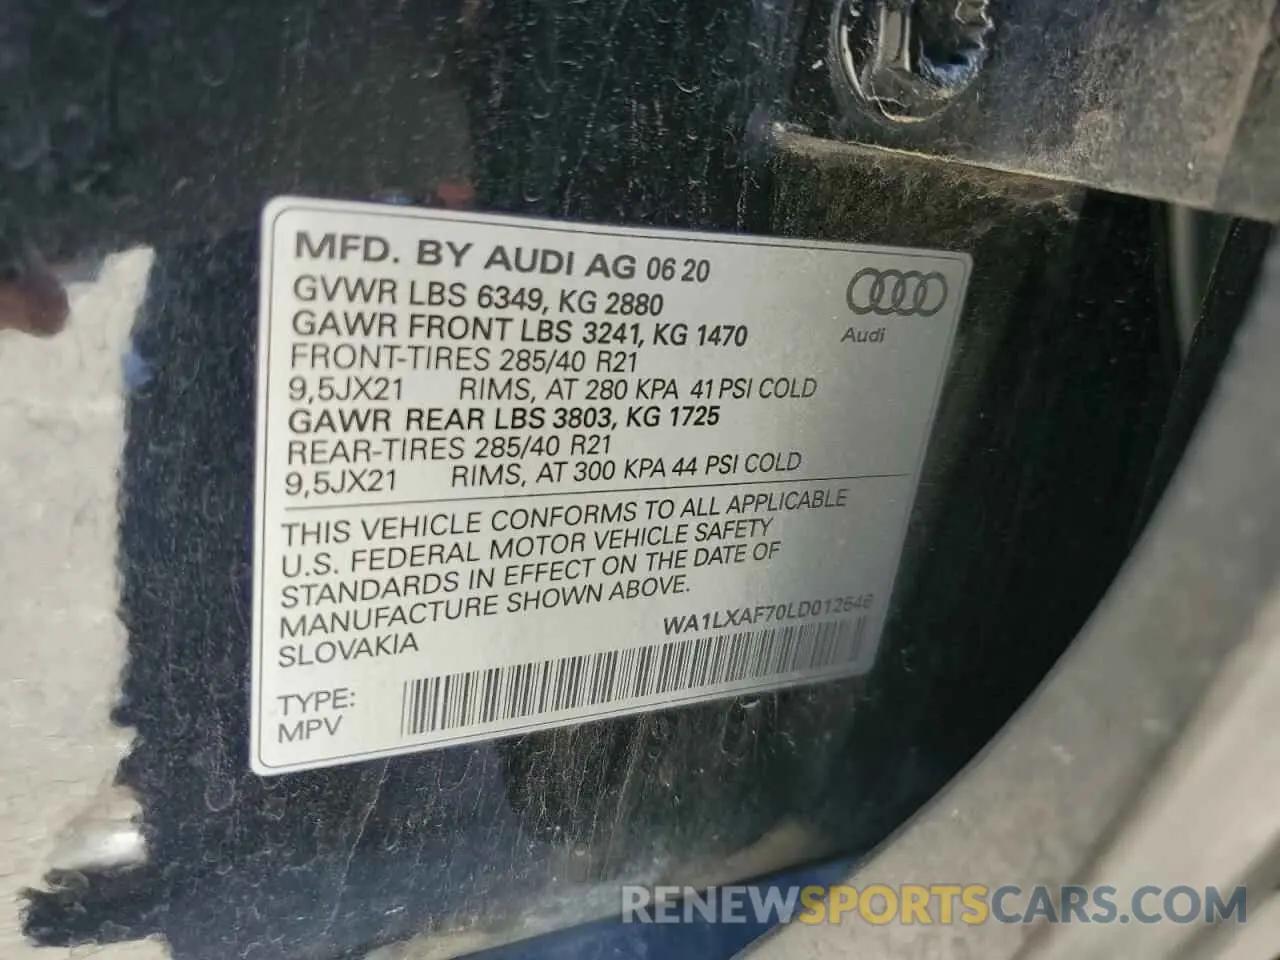 MFD. BY AUDI AG 06 20
GVWR LBS 6349, KG 2880
GAWR FRONT LBS 3241, KG 1470
FRONT-TIRES 285/40 R21
9,5JX21 RIMS, AT 280 KPA 41 PSI COLD
GAWR REAR LBS 3803, KG 1725
REAR-TIRES 285/40 R21
9,5JX21 RIMS, AT 300 KPA 44 PSI COLD
Audi
THIS VEHICLE CONFORMS TO ALL APPLICABLE
U.S. FEDERAL MOTOR VEHICLE SAFETY
STANDARDS IN EFFECT ON THE DATE OF
MANUFACTURE SHOWN ABOVE.
SLOVAKIA
WA1LXAF70LD012646
TYPE:
MPV
RENEWSPORTSCARS.COM